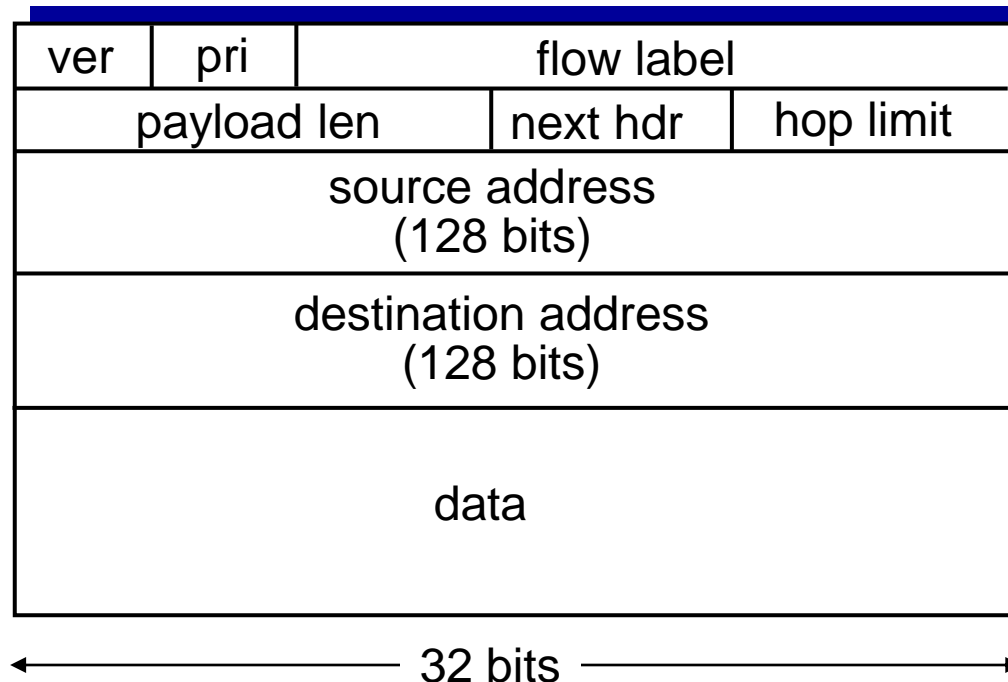 ver pri flow label
payload len next hdr hop limit
source address
(128 bits)
destination address
(128 bits)
data
32 bits